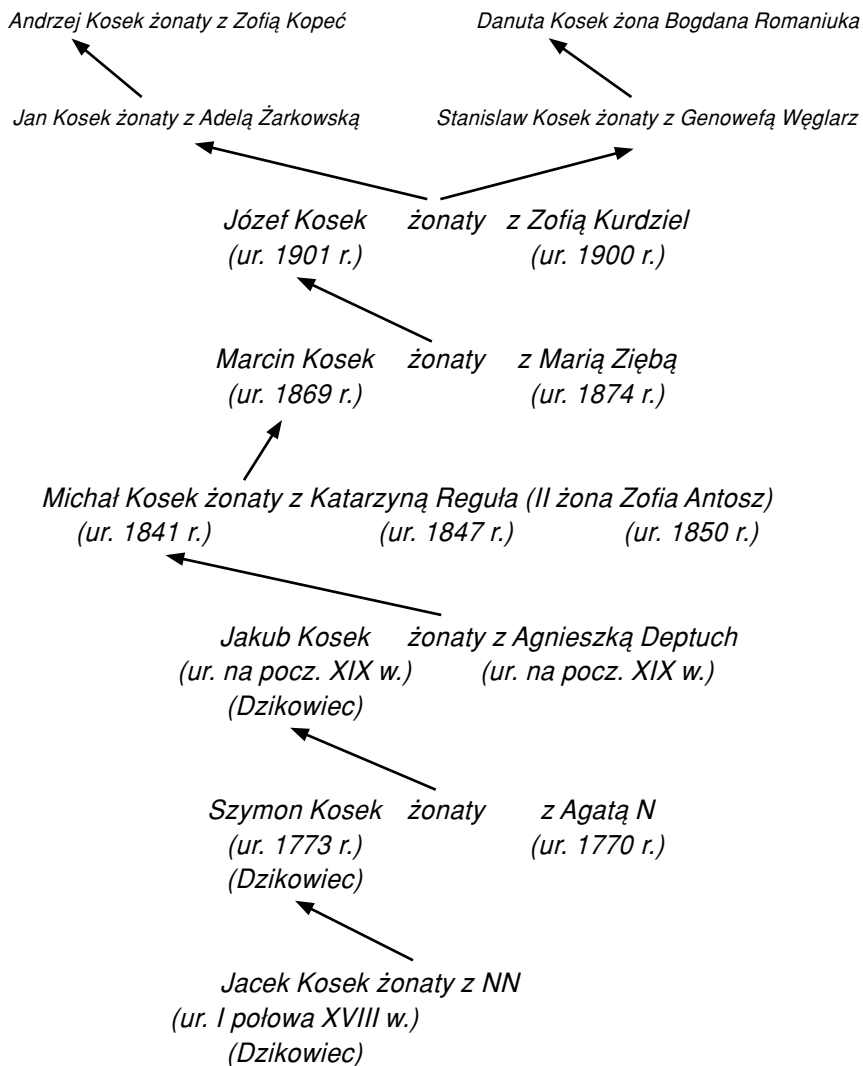 Andrzej Kosek żonaty z Zofią Kopeć
Danuta Kosek żona Bogdana Romaniuka
Jan Kosek żonaty z Adelą Żarkowską
Stanislaw Kosek żonaty z Genowefą Węglarz
Józef Kosek żonaty z Zofią Kurdziel
(ur. 1901 r.) (ur. 1900 r.)
Marcin Kosek żonaty z Marią Ziębą
(ur. 1869 r.) (ur. 1874 r.)
Michał Kosek żonaty z Katarzyną Reguła (II żona Zofia Antosz)
(ur. 1841 r.) (ur. 1847 r.) (ur. 1850 r.)
Jakub Kosek żonaty z Agnieszką Deptuch
(ur. na pocz. XIX w.) (ur. na pocz. XIX w.)
(Dzikowiec)
Szymon Kosek żonaty z Agatą N
(ur. 1773 r.) (ur. 1770 r.)
(Dzikowiec)
Jacek Kosek żonaty z NN
(ur. I połowa XVIII w.)
(Dzikowiec)